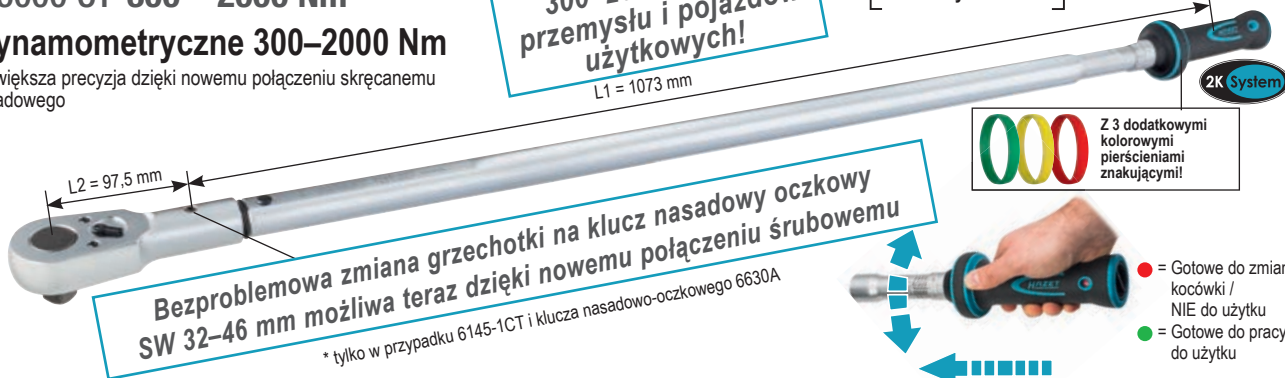 ynamometryczne 300–2000 Nm
większa precyzja dzięki nowemu połączeniu skręcanemu
adowego
przemysłu i pojazdów
użytkowych!
L1 = 1073 mm
2K System
Z 3 dodatkowymi
kolorowymi
pierścieniami
znakującymi!
L2 = 97,5 mm
Bezproblemowa zmiana grzechotki na klucz nasadowy oczkowy
SW 32–46 mm możliwa teraz dzięki nowemu połączeniu śrubowemu
* tylko w przypadku 6145-1CT i klucza nasadowo-oczkowego 6630A
HAZET
= Gotowe do zmian
kocówki /
NIE do użytku
= Gotowe do pracy
do użytku